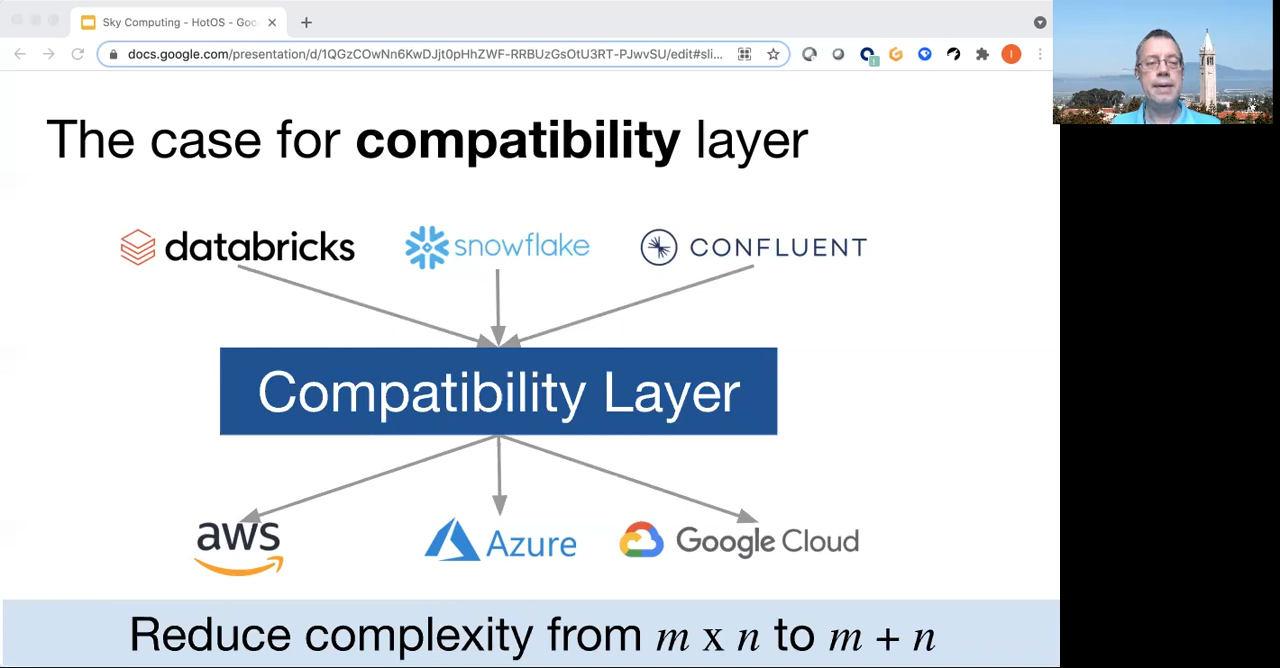 Sky Computing - HotOS - Goo
docs.google.com/presentation/d/1QGzCOwNn6KwDJjt0pHhZWF-RRBUzGsOtU3RT-PJwvSU/edit#sli...
I
The case for compatibility layer
databricks
snowflake
CONFLUENT
Compatibility Layer
aws
Azure
Google Cloud
Reduce complexity from m x n to m + n